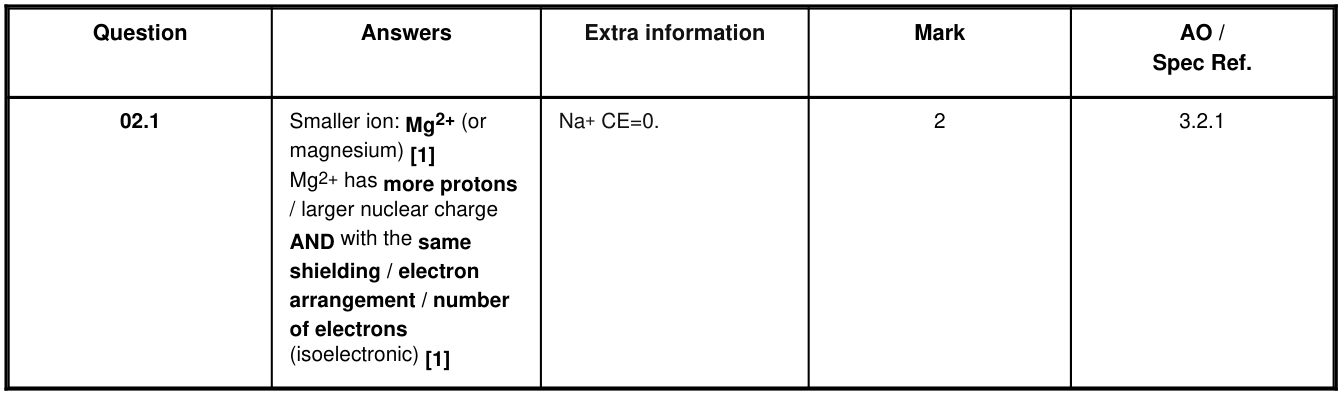 Question
Answers
Extra information
Mark
AO /
Spec Ref.
02.1
Smaller ion: Mg2+ (or
magnesium) [1]
Mg2+ has more protons
/ larger nuclear charge
AND with the same
shielding / electron
arrangement / number
of electrons
(isoelectronic) [1]
Na+ CE=0.
2
3.2.1